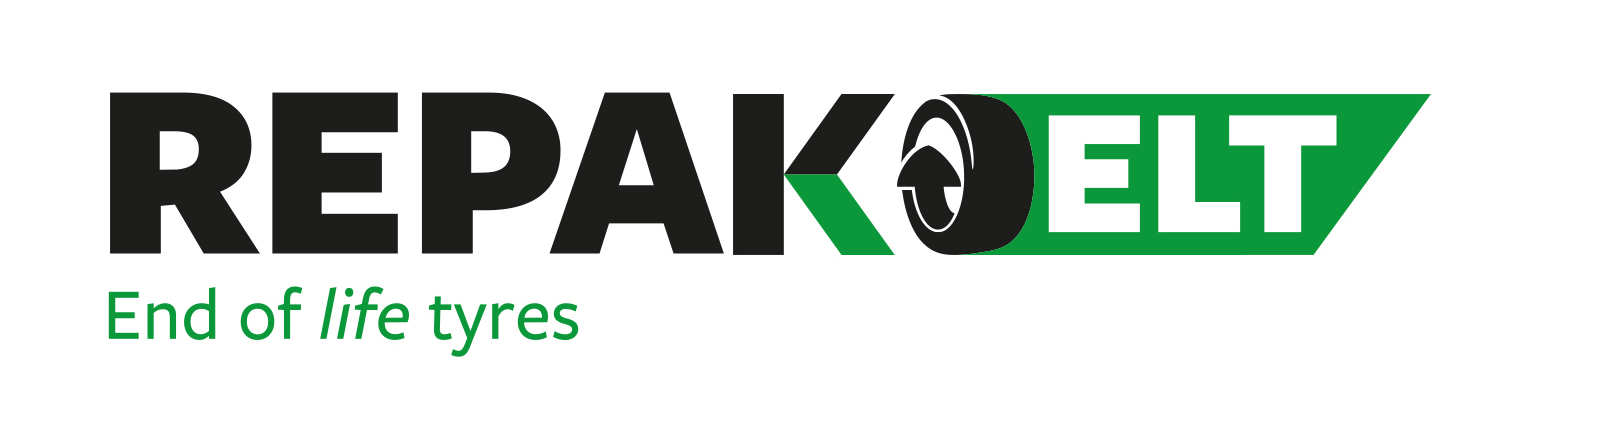 REPAK ELT
End of life tyres